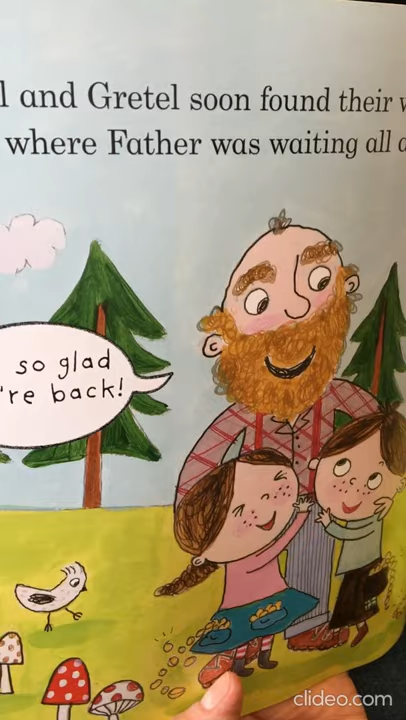 and Gretel soon found their
where Father was waiting all
so glad
're back!
clideo.com